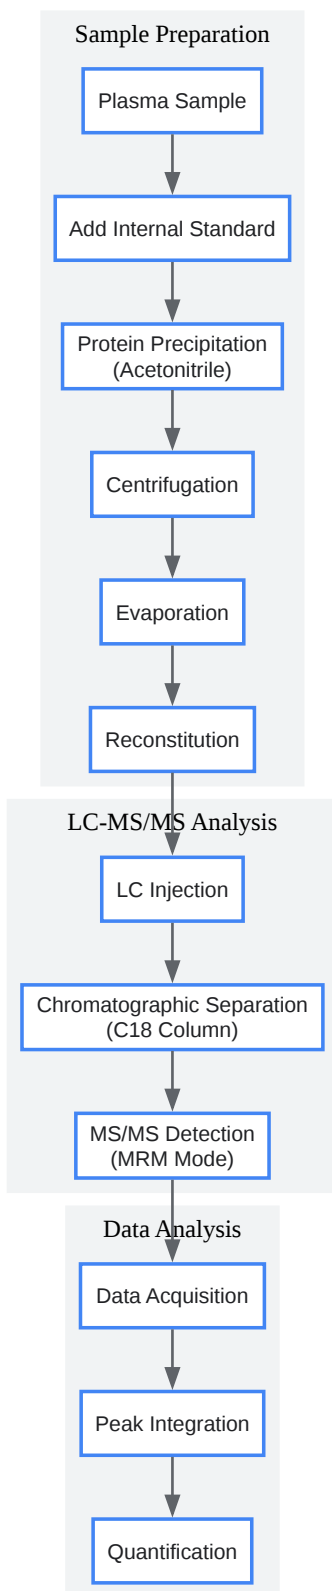 Sample Preparation
Plasma Sample
Add Internal Standard
Protein Precipitation
(Acetonitrile)
Centrifugation
Evaporation
Reconstitution
LC-MS/MS Analysis
LC Injection
Chromatographic Separation
(C18 Column)
MS/MS Detection
(MRM Mode)
Data Analysis
Data Acquisition
Peak Integration
Quantification